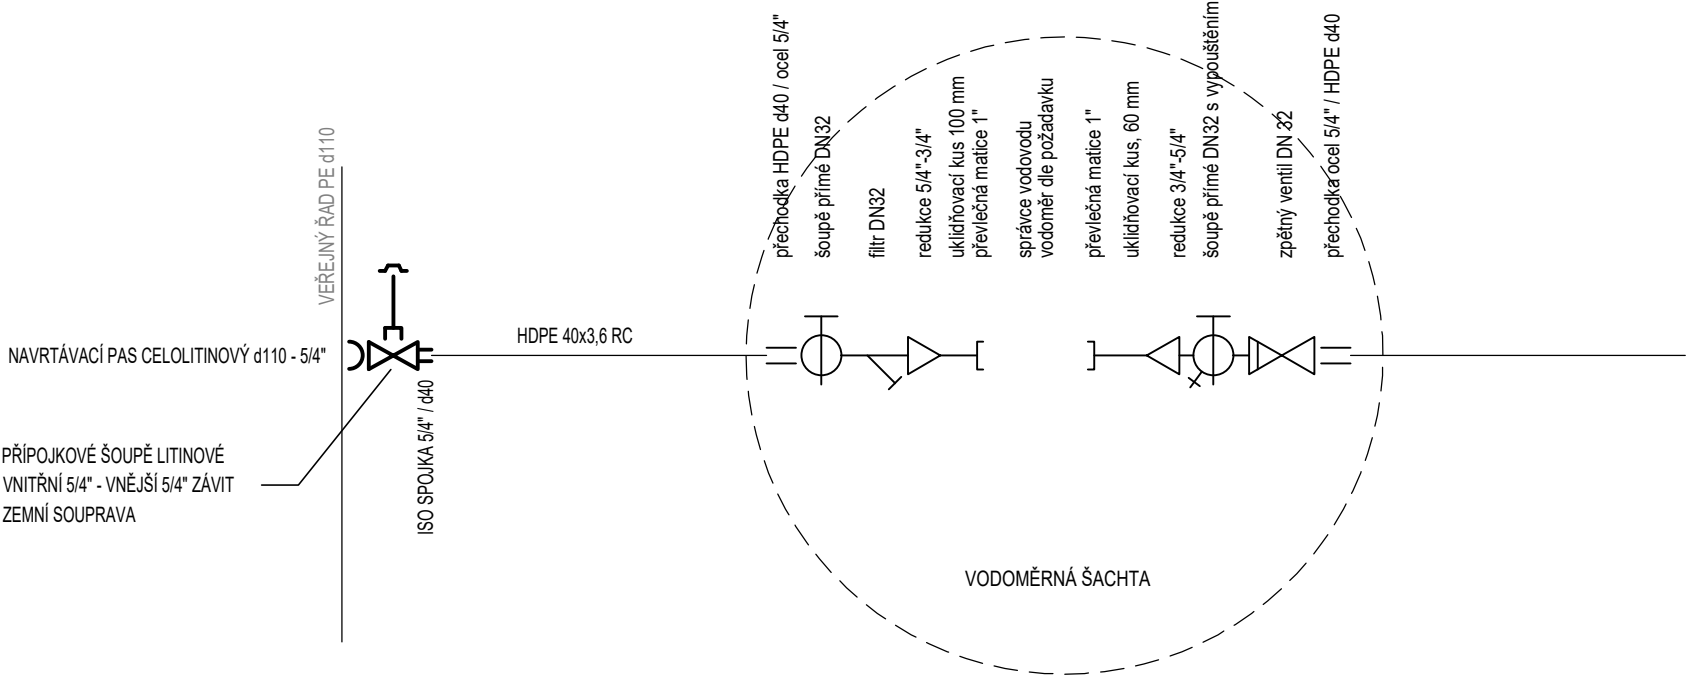 VEŘEJNÝ ŘAD PE d110
NAVRTÁVACÍ PAS CELOLITINOVÝ d110 - 5/4"
PŘÍPOJKOVÉ ŠOUPĚ LITINOVÉ
VNITŘNÍ 5/4" - VNĚJŠÍ 5/4" ZÁVIT
ZEMNÍ SOUPRAVA
ISO SPOJKA 5/4" / d40
HDPE 40x3,6 RC
přechodka HDPE d40 / ocel 5/4"
šoupě přímé DN32
filtr DN32
redukce 5/4"-3/4"
uklidňovací kus 100 mm
převlečná matice 1"
správce vodovodu
vodoměr dle požadavku
převlečná matice 1"
uklidňovací kus, 60 mm
redukce 3/4"-5/4"
šoupě přímé DN32 s vypouštěním
zpětný ventil DN 32
přechodka ocel 5/4" / HDPE d40
VODOMĚRNÁ ŠACHTA